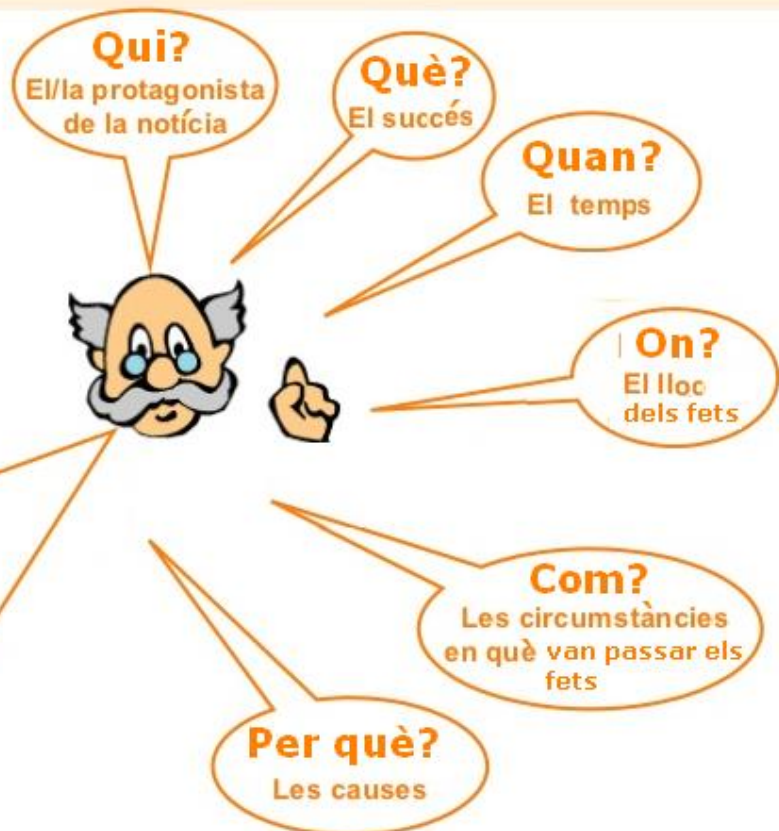 Qui?
El/la protagonista
de la notícia
Què?
El succés
Quan?
El temps
On?
El lloc
dels fets
Com?
Les circumstàncies
en què van passar els
fets
Per què?
Les causes